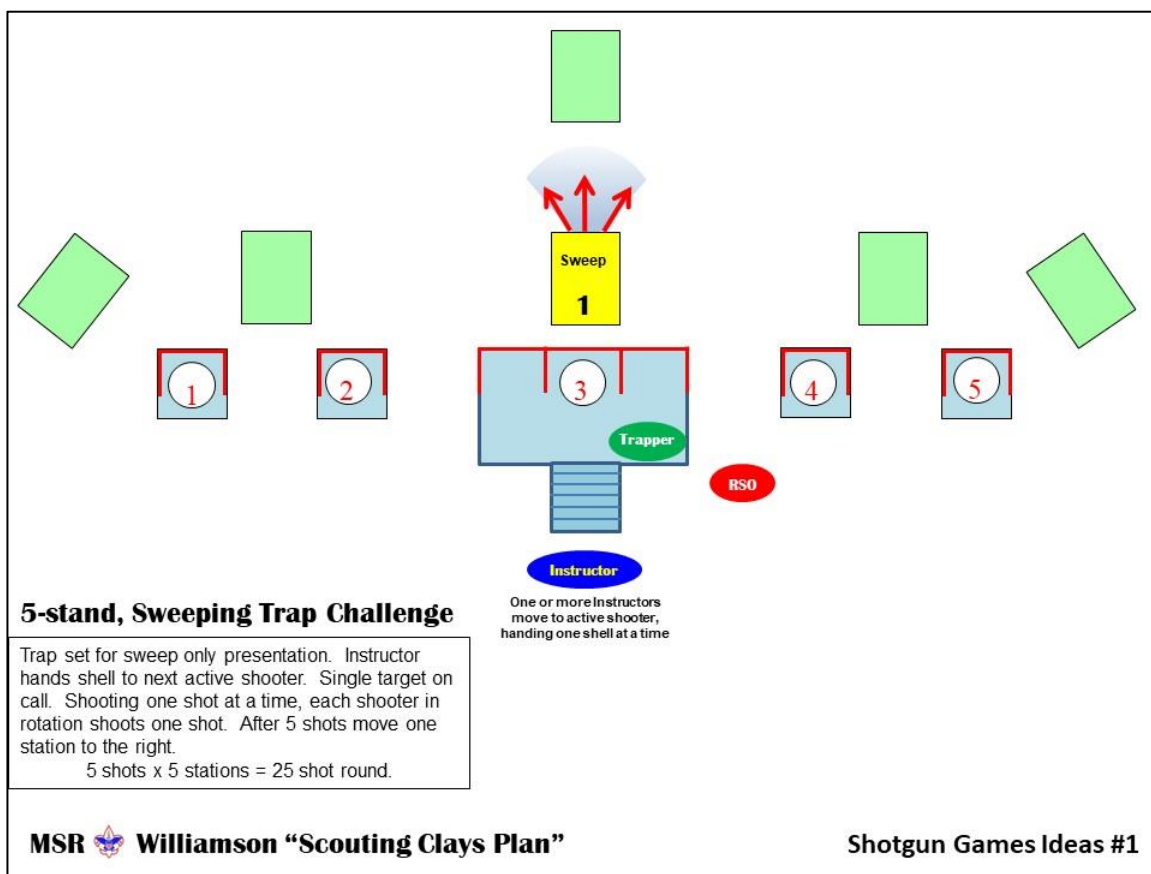 Sweep
1
1
2
3
4
5
Trapper
RSO
Instructor
One or more Instructors
move to active shooter,
handing one shell at a time
5-stand, Sweeping Trap Challenge
Trap set for sweep only presentation.  Instructor
hands shell to next active shooter.  Single target on
call.  Shooting one shot at a time, each shooter in
rotation shoots one shot.  After 5 shots move one
station to the right.
5 shots x 5 stations = 25 shot round.
MSR Williamson “Scouting Clays Plan”
Shotgun Games Ideas #1